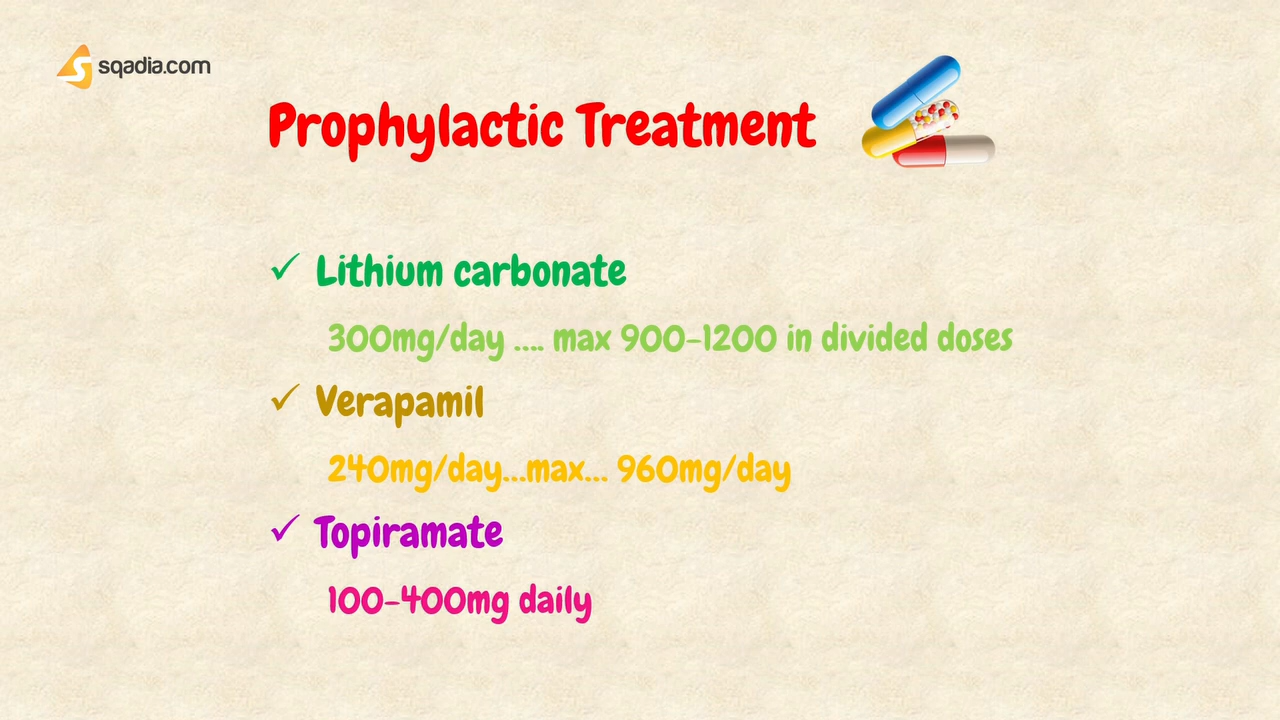 sqadia.com
Prophylactic Treatment
✓ Lithium carbonate
300mg/day .... max 900-1200 in divided doses
✓ Verapamil
240mg/day...max... 960mg/day
✓ Topiramate
100-400mg daily